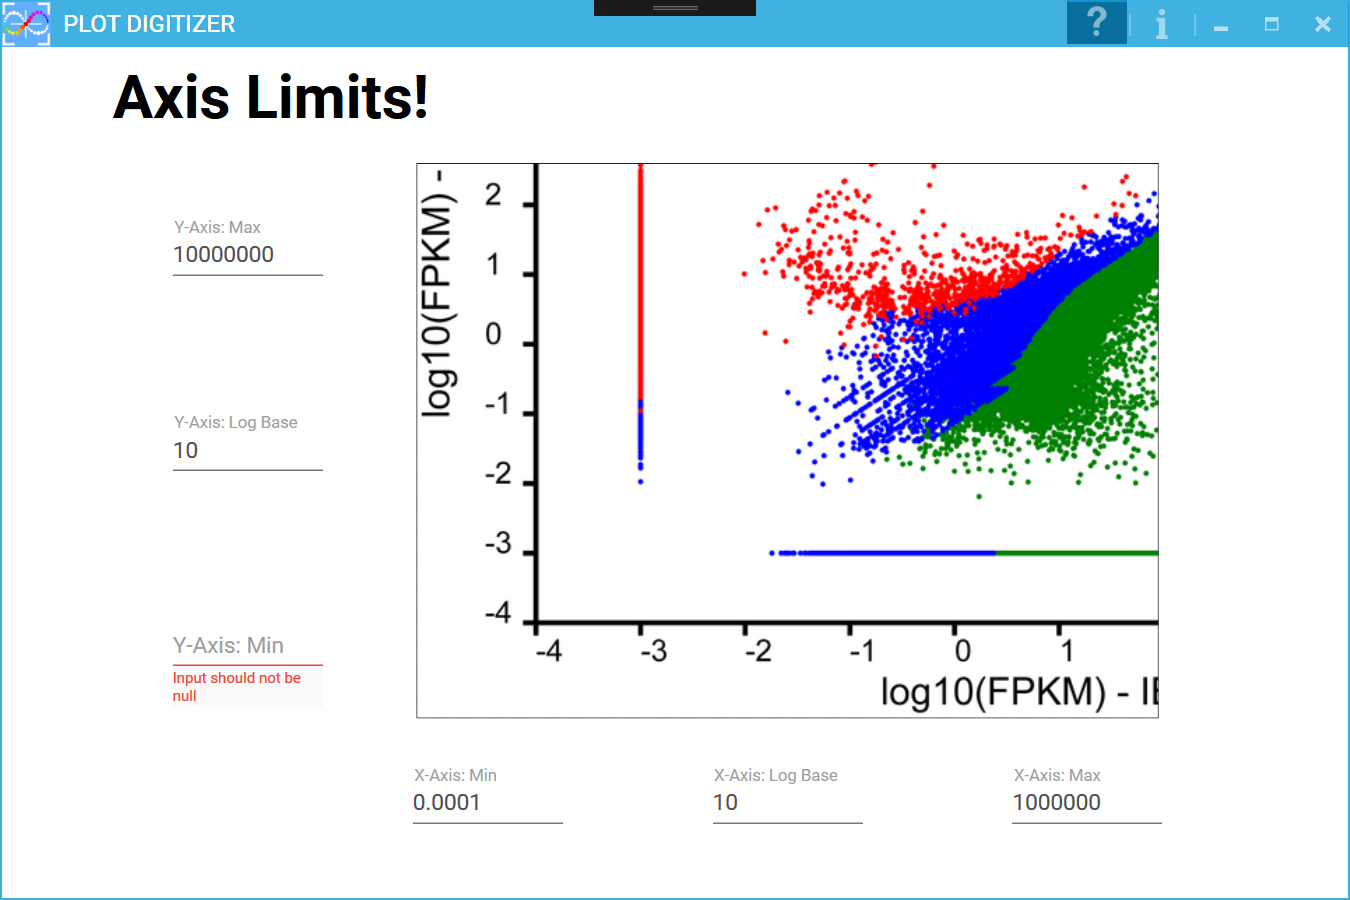 PLOT DIGITIZER
Axis Limits!
Y-Axis: Max
10000000
Y-Axis: Log Base
10
Y-Axis: Min
Input should not be
null
log10(FPKM) -
2
1
0
-1
-2
-3
-4
-4 -3 -2 -1 0 1
log10(FPKM) -
X-Axis: Min
0.0001
X-Axis: Log Base
10
X-Axis: Max
1000000